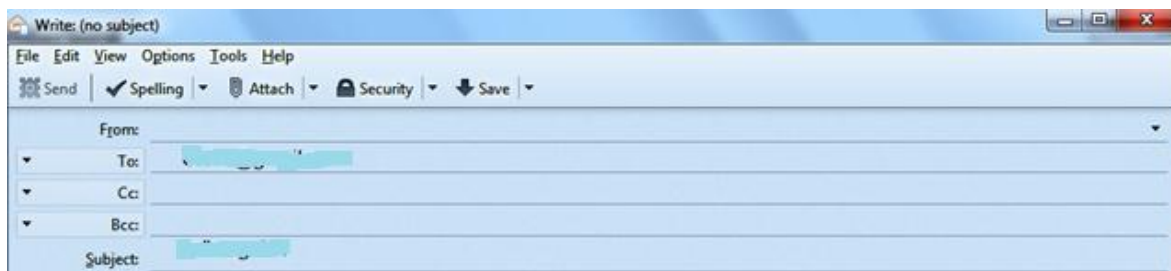 Write: (no subject)
File Edit View Options Tools Help
Send Spelling Attach Security Save
From:
To:
Cc:
Bcc:
Subject: